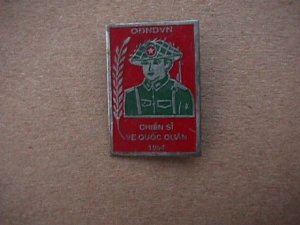 QĐNDVN
CHIẾN SĨ
VỆ QUỐC QUÂN
1954